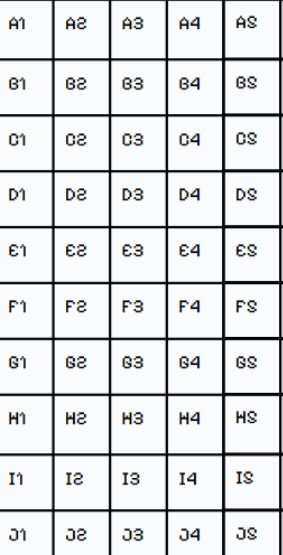 A1 A2 A3 A4 A5
B1 B2 B3 B4 B5
C1 C2 C3 C4 C5
D1 D2 D3 D4 D5
E1 E2 E3 E4 E5
F1 F2 F3 F4 F5
G1 G2 G3 G4 G5
H1 H2 H3 H4 H5
I1 I2 I3 I4 I5
J1 J2 J3 J4 J5